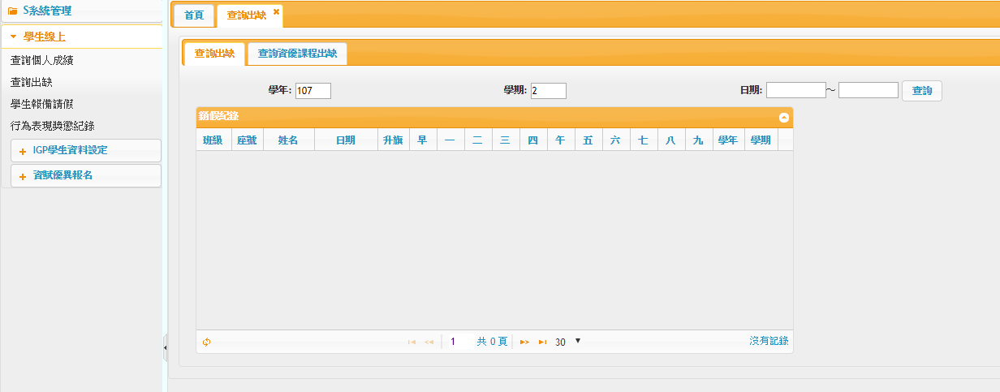 S系統管理
學生線上
查詢個人成績
查詢出缺
學生報備請假
行為表現獎懲紀錄
IGP學生資料設定
資賦優異報名
首頁 查詢出缺
查詢出缺 查詢資優課程出缺
學年: 107 學期: 2 日期: ～ 查詢
銷假紀錄
班級 座號 姓名 日期 升旗 早 一 二 三 四 午 五 六 七 八 九 學年 學期
1 共 0 頁 30 沒有記錄